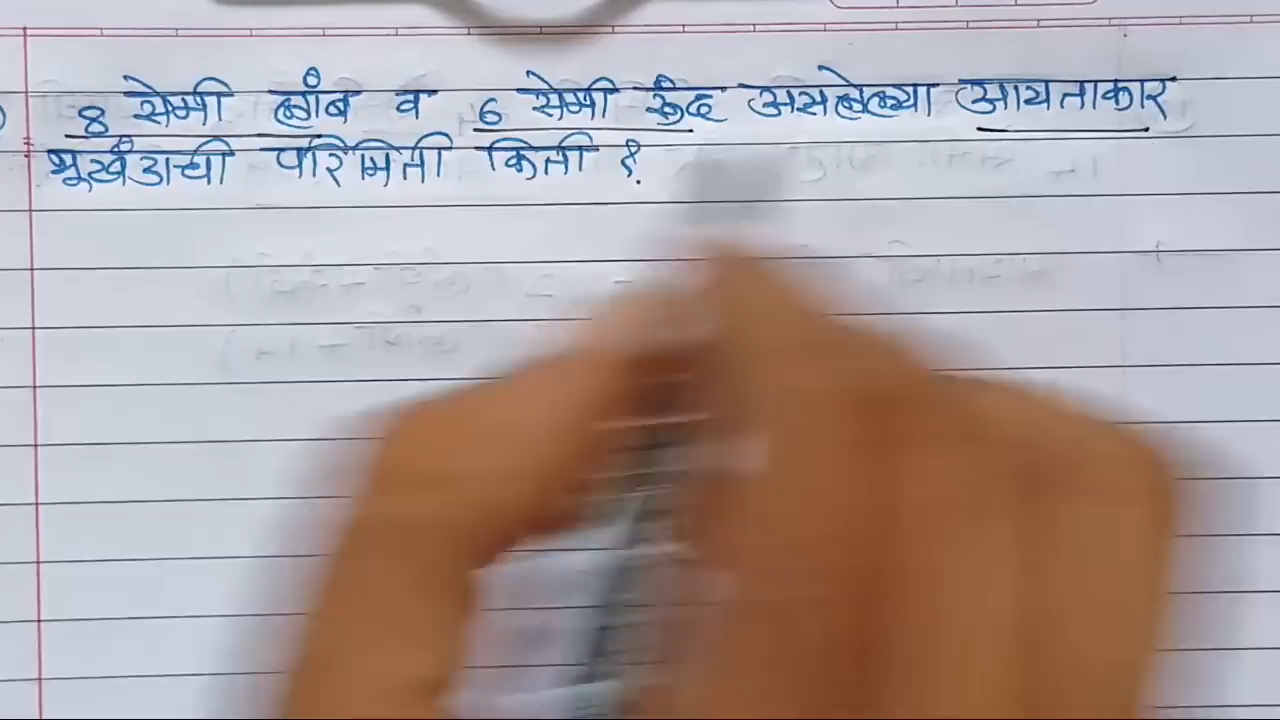 8 सेमी लांब व 6 सेमी रुंद असलेल्या आयताकार
भूखंडाची परिमिती किती ?